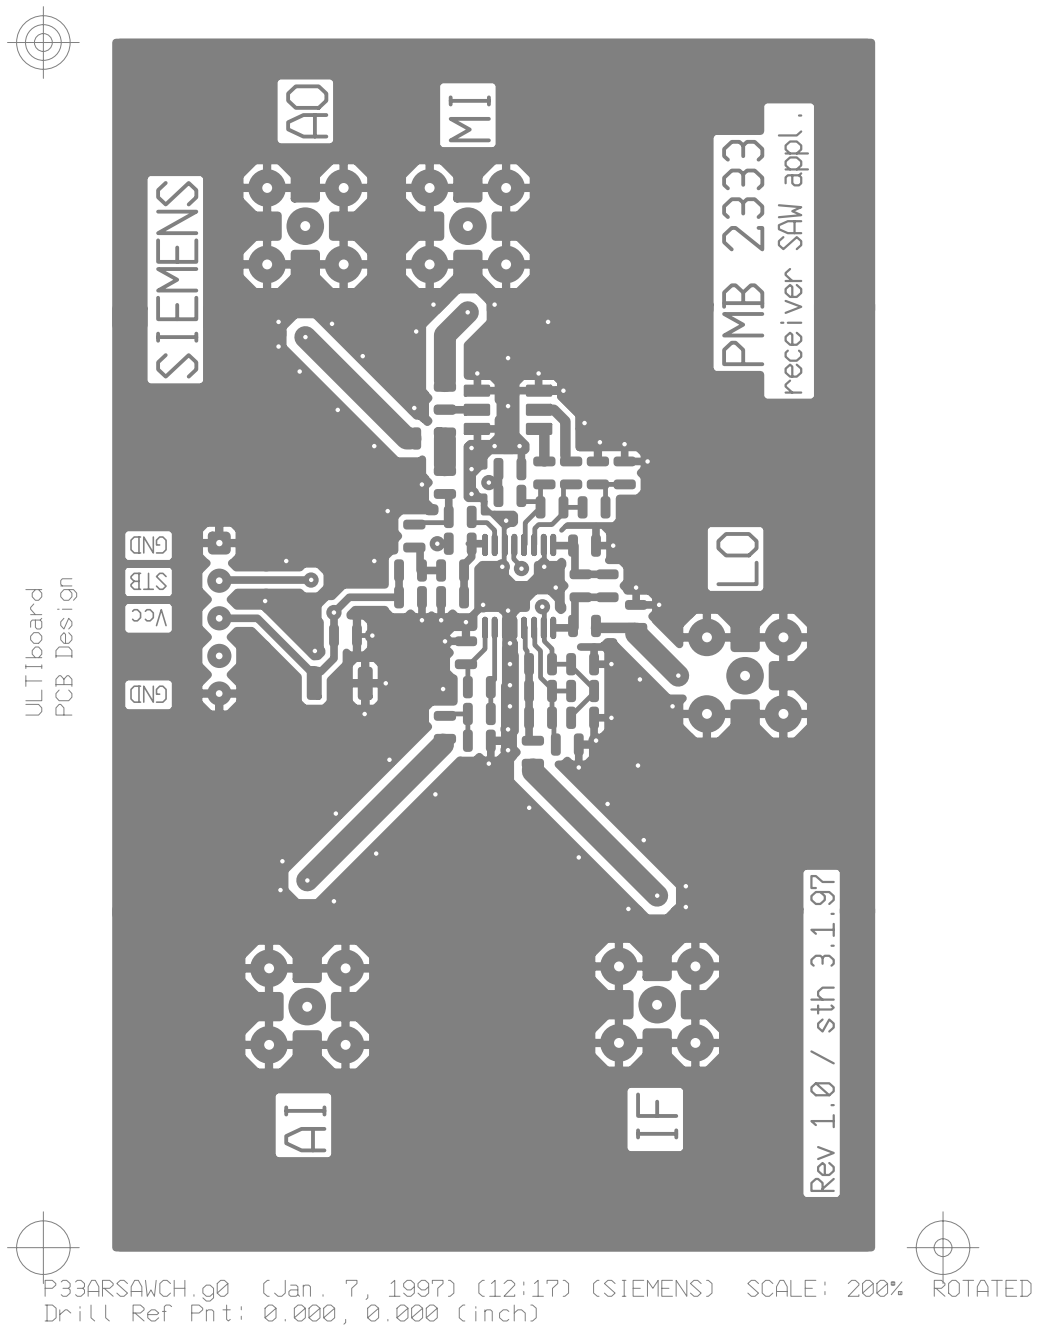 AO
MI
SIEMENS
PMB 2333
receiver SAW appl.
GND
STB
Vcc
GND
LO
ULTIboard
PCB Design
AI
IF
Rev 1.0 / sth 3.1.97
P33ARSAWCH.g0 (Jan. 7, 1997) (12:17) (SIEMENS) SCALE: 200% ROTATED
Drill Ref Pnt: 0.000, 0.000 (inch)